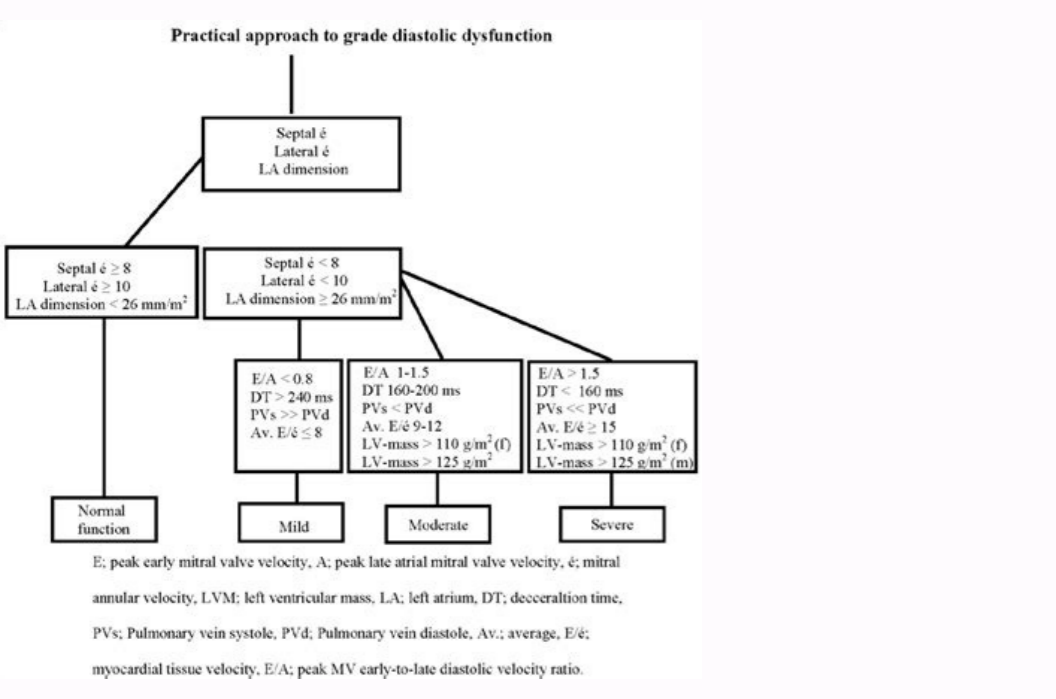 Practical approach to grade diastolic dysfunction
Septal é
Lateral é
LA dimension
Septal é ≥ 8
Lateral é ≥ 10
LA dimension < 26 mm/m²
Septal é < 8
Lateral é < 10
LA dimension ≥ 26 mm/m²
E/A < 0.8
DT > 240 ms
PVs >> PVd
Av. E/é ≤ 8
E/A 1-1.5
DT 160-200 ms
PVs < PVd
Av. E/é 9-12
LV-mass > 110 g/m² (f)
LV-mass > 125 g/m²
E/A > 1.5
DT < 160 ms
PVs << PVd
Av. E/é ≥ 15
LV-mass > 110 g/m² (f)
LV-mass > 125 g/m² (m)
Normal
function
Mild
Moderate
Severe
E; peak early mitral valve velocity, A; peak late atrial mitral valve velocity, é; mitral
annular velocity, LVM; left ventricular mass, LA; left atrium, DT; decceraltion time,
PVs; Pulmonary vein systole, PVd; Pulmonary vein diastole, Av.; average, E/é;
myocardial tissue velocity, E/A; peak MV early-to-late diastolic velocity ratio.